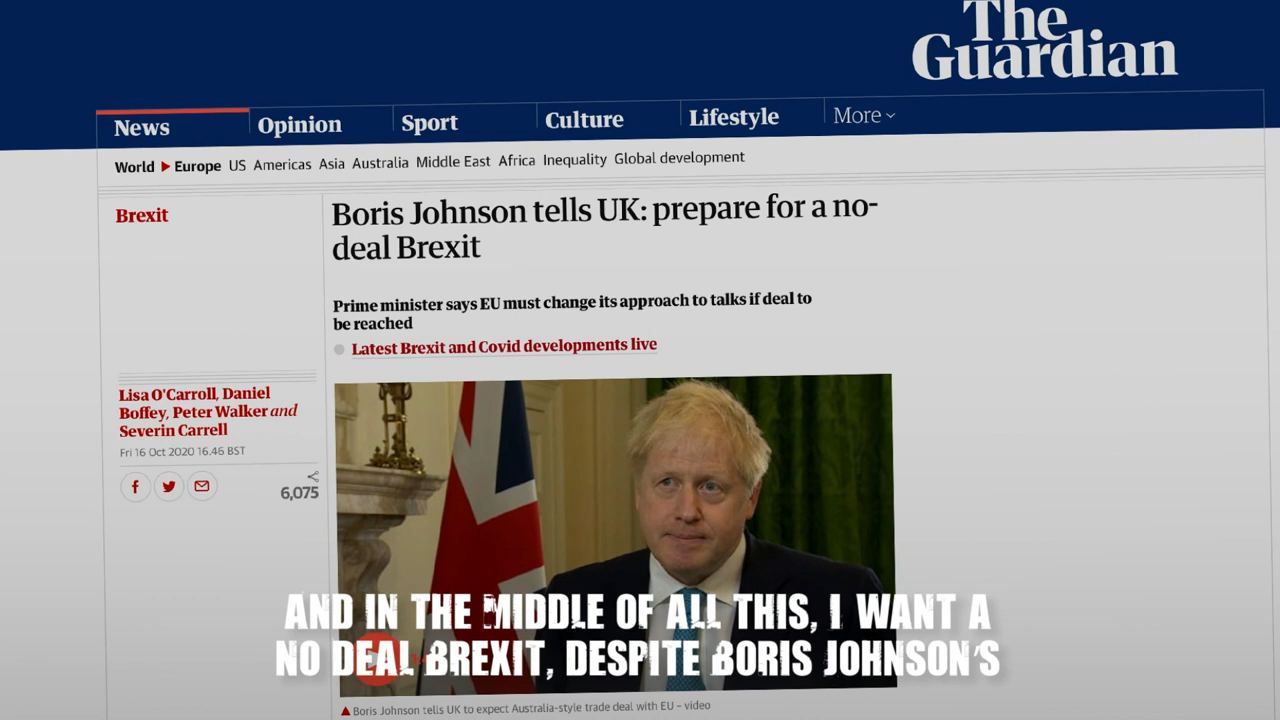 The
Guardian
News
Opinion
Sport
Culture
Lifestyle
More
World Europe US Americas Asia Australia Middle East Africa Inequality Global development
Brexit
Boris Johnson tells UK: prepare for a no-
deal Brexit
Prime minister says EU must change its approach to talks if deal to
be reached
Latest Brexit and Covid developments live
Lisa O'Carroll, Daniel
Boffey, Peter Walker and
Severin Carrell
Fri 16 Oct 2020 16.46 BST
6,075
AND IN THE MIDDLE OF ALL THIS, I WANT A
NO DEAL BREXIT, DESPITE BORIS JOHNSON'S
Boris Johnson tells UK to expect Australia-style trade deal with EU – video